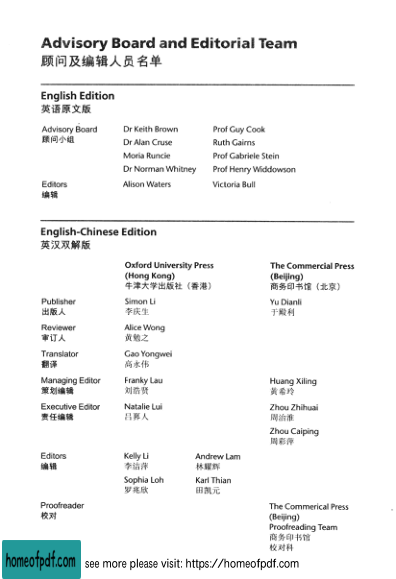 Advisory Board and Editorial Team
顾问及编辑人员名单
English Edition
英语原文版
Advisory Board Dr Keith Brown Prof Guy Cook
顾问小组 Dr Alan Cruse Ruth Gairns
Moria Runcie Prof Gabriele Stein
Dr Norman Whitney Prof Henry Widdowson
Editors Alison Waters Victoria Bull
编辑
English-Chinese Edition
英汉双解版
Oxford University Press The Commercial Press
(Hong Kong) (Beijing)
牛津大学出版社（香港） 商务印书馆（北京）
Publisher Simon Li Yu Dianli
出版人 李庆生 于殿利
Reviewer Alice Wong
审订人 黄勉之
Translator Gao Yongwei
翻译 高永伟
Managing Editor Franky Lau Huang Xiling
策划编辑 刘浩贤 黄希玲
Executive Editor Natalie Lui Zhou Zhihuai
责任编辑 吕羿人 周治淮
Zhou Caiping
周彩萍
Editors Kelly Li Andrew Lam
编辑 李洁萍 林耀辉
Sophia Loh Karl Thian
罗兆欣 田凯元
Proofreader The Commerical Press
校对 (Beijing)
Proofreading Team
商务印书馆
校对科
homeofpdf.com see more please visit: https://homeofpdf.com